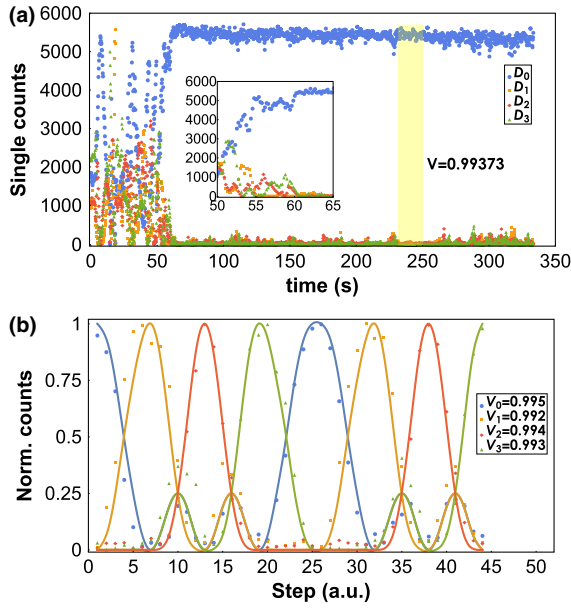 (a)
6000
5000
4000
3000
2000
1000
0
Single counts
6000
5000
4000
3000
2000
1000
0
50 55 60 65
D0
D1
D2
D3
V=0.99373
0 50 100 150 200 250 300 350
time (s)
(b)
1
0.75
0.5
0.25
0
Norm. counts
V0=0.995
V1=0.992
V2=0.994
V3=0.993
0 5 10 15 20 25 30 35 40 45 50
Step (a.u.)